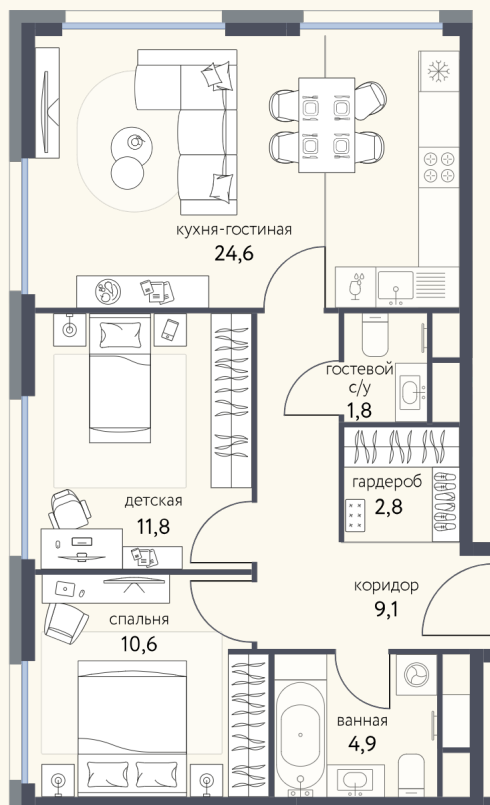 кухня-гостиная
24,6
гостевой
с/у
1,8
гардероб
2,8
детская
11,8
коридор
9,1
спальня
10,6
ванная
4,9